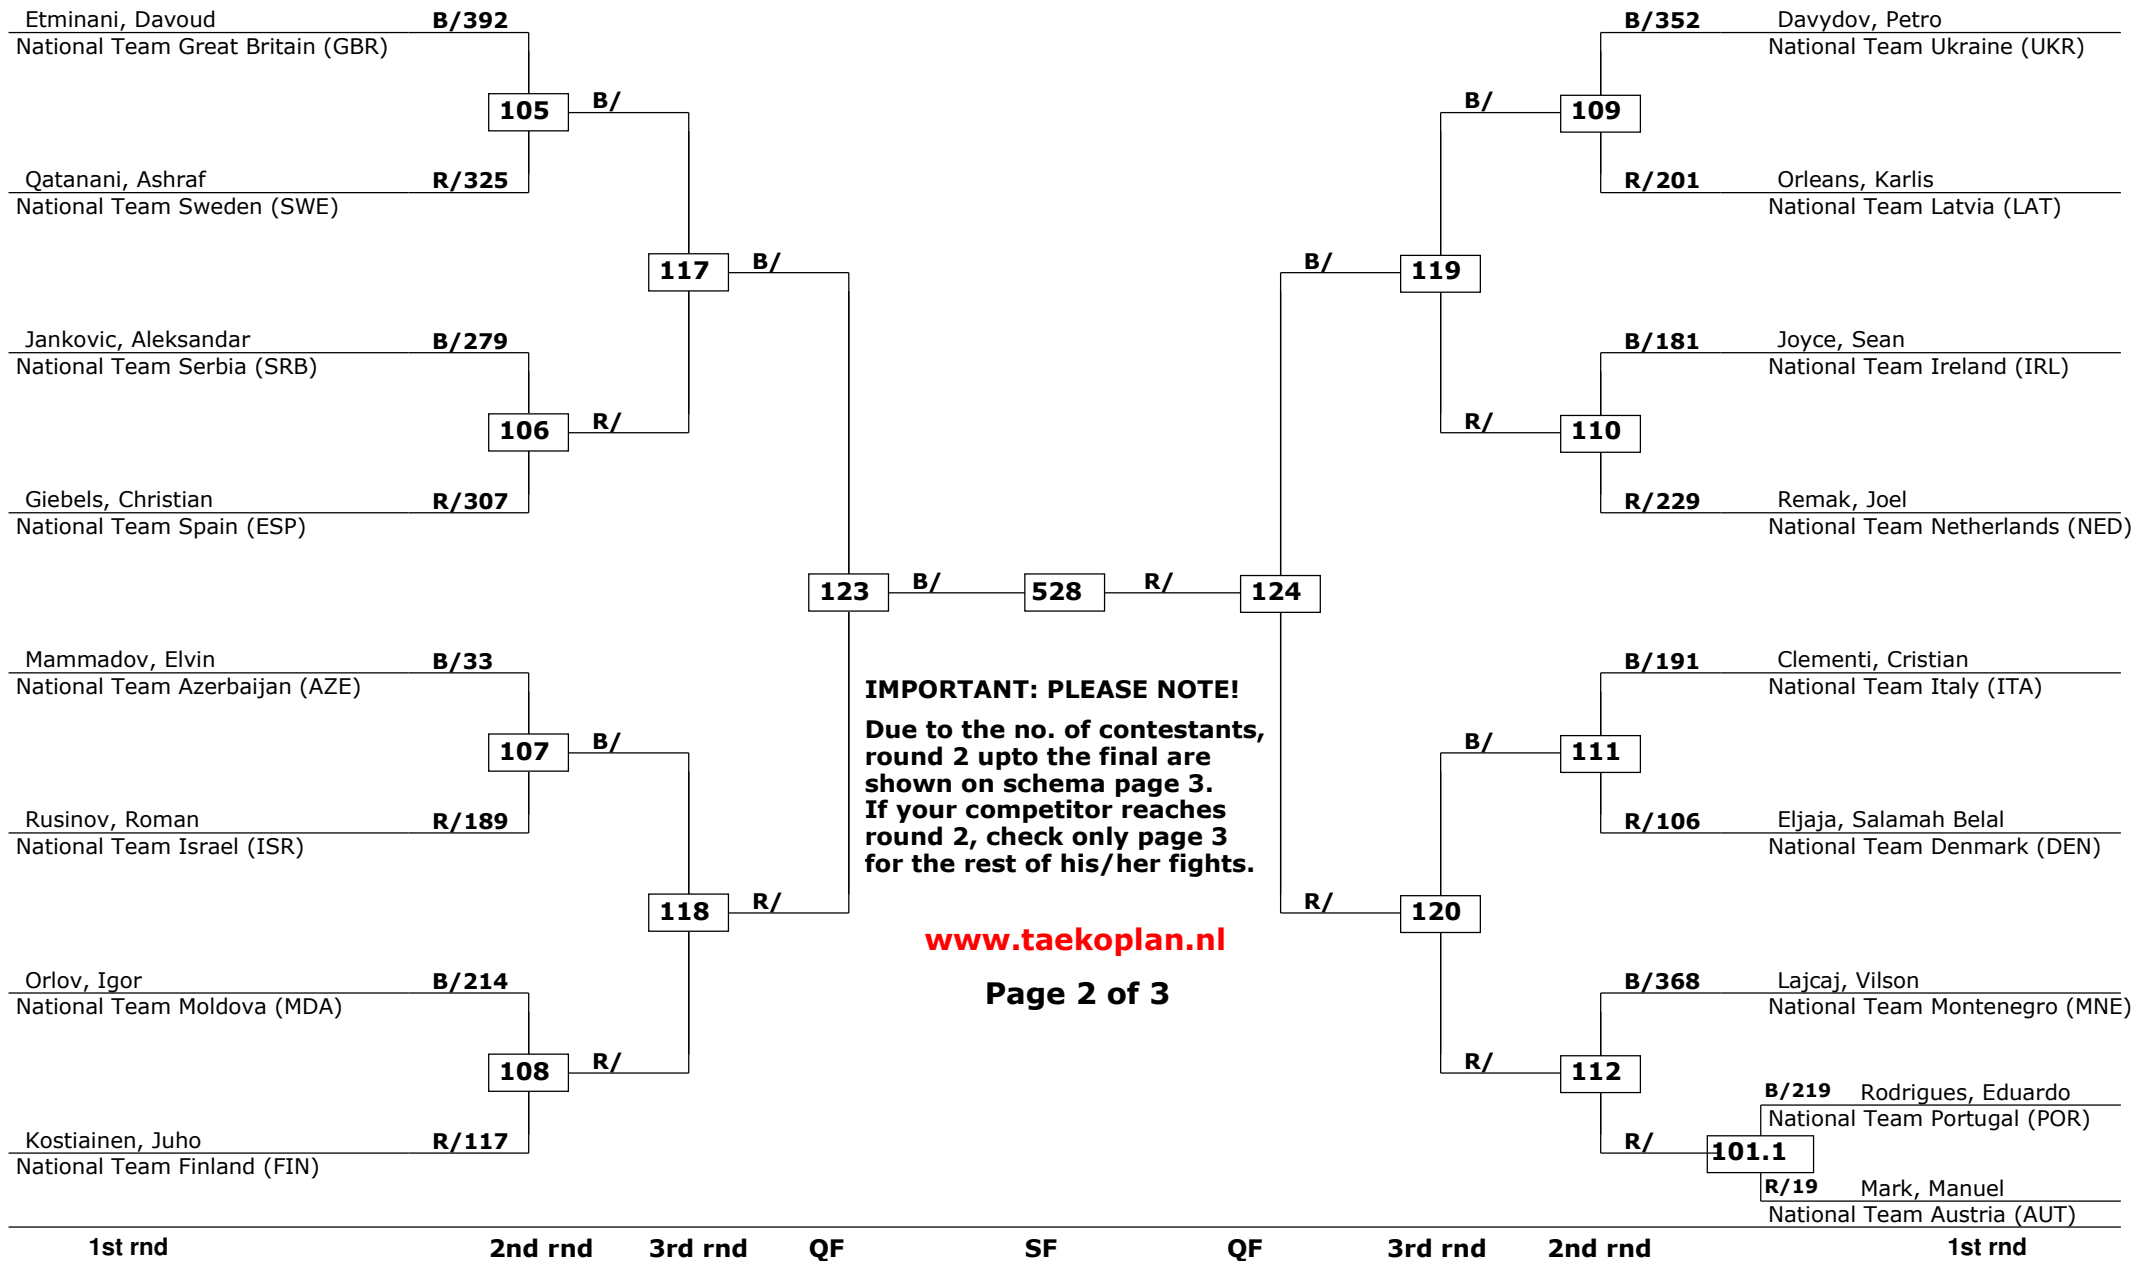 Etminani, Davoud B/392
National Team Great Britain (GBR)
105 B/
Qatanani, Ashraf R/325
National Team Sweden (SWE)
117 B/
Jankovic, Aleksandar B/279
National Team Serbia (SRB)
106 R/
Giebels, Christian R/307
National Team Spain (ESP)
123 B/ 528 R/ 124
Mammadov, Elvin B/33
National Team Azerbaijan (AZE)
107 B/
Rusinov, Roman R/189
National Team Israel (ISR)
118 R/
Orlov, Igor B/214
National Team Moldova (MDA)
108 R/
Kostiainen, Juho R/117
National Team Finland (FIN)
IMPORTANT: PLEASE NOTE!
Due to the no. of contestants,
round 2 upto the final are
shown on schema page 3.
If your competitor reaches
round 2, check only page 3
for the rest of his/her fights.
www.taekoplan.nl
Page 2 of 3
B/352 Davydov, Petro
National Team Ukraine (UKR)
B/ 109
R/201 Orleans, Karlis
National Team Latvia (LAT)
B/ 119
B/181 Joyce, Sean
National Team Ireland (IRL)
R/ 110
R/229 Remak, Joel
National Team Netherlands (NED)
B/191 Clementi, Cristian
National Team Italy (ITA)
B/ 111
R/106 Eljaja, Salamah Belal
National Team Denmark (DEN)
R/ 120
B/368 Lajcaj, Vilson
National Team Montenegro (MNE)
R/ 112
B/219 Rodrigues, Eduardo
National Team Portugal (POR)
R/ 101.1
R/19 Mark, Manuel
National Team Austria (AUT)
1st rnd 2nd rnd 3rd rnd QF SF QF 3rd rnd 2nd rnd 1st rnd